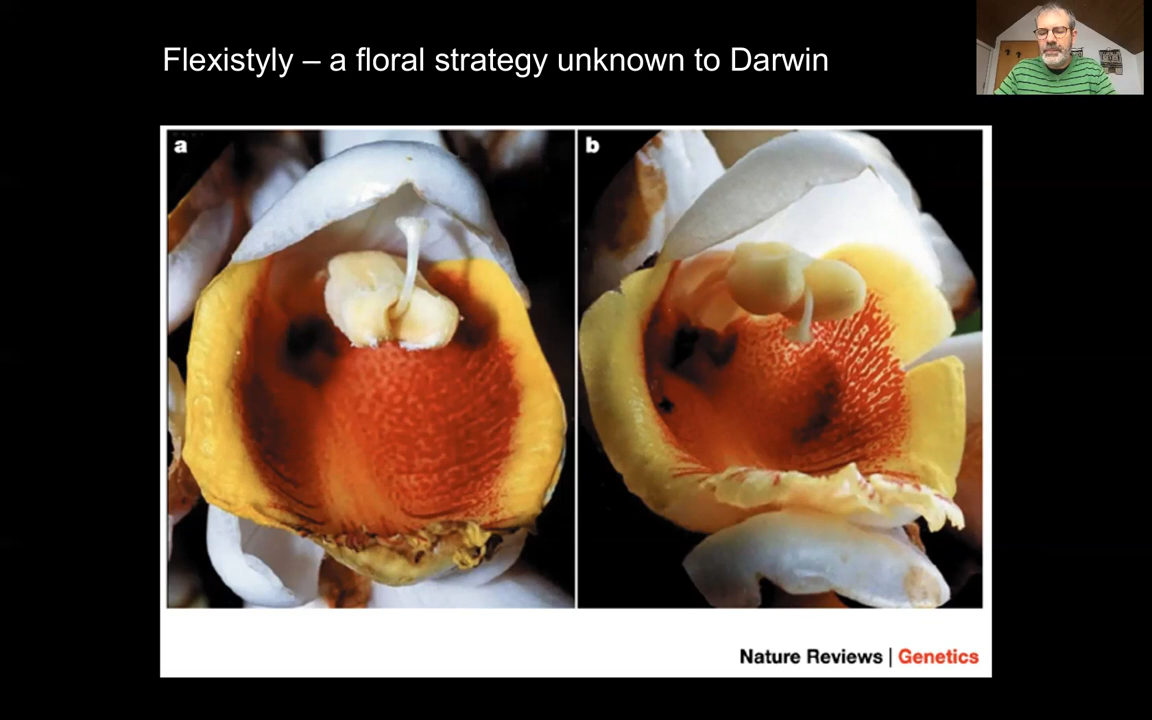 Flexistyly – a floral strategy unknown to Darwin
a
b
Nature Reviews | Genetics